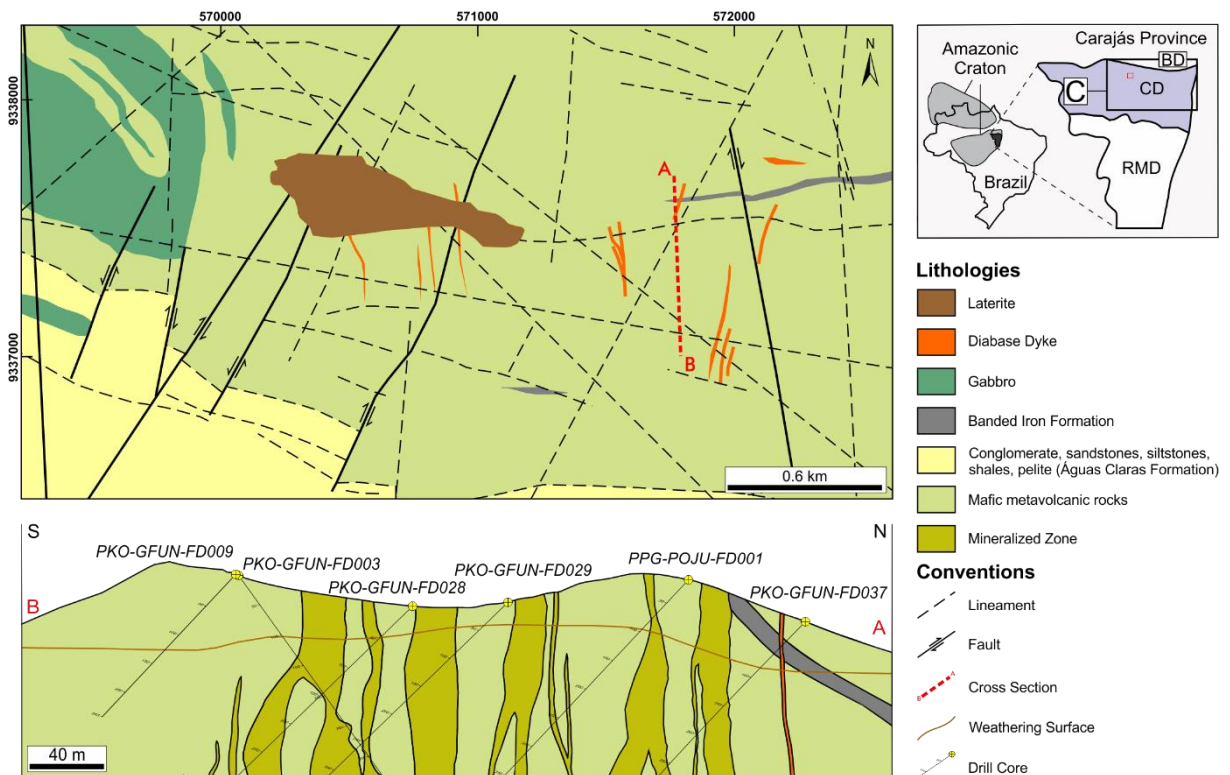 570000
571000
572000
9338000
9337000
N
A
B
0.6 km
Amazonic
Craton
Brazil
Carajás Province
BD
C
CD
RMD
Lithologies
Laterite
Diabase Dyke
Gabbro
Banded Iron Formation
Conglomerate, sandstones, siltstones,
shales, pelite (Águas Claras Formation)
Mafic metavolcanic rocks
Mineralized Zone
Conventions
Lineament
Fault
A
B
Cross Section
Weathering Surface
Drill Core
S
N
PKO-GFUN-FD009
PKO-GFUN-FD003
PKO-GFUN-FD028
PKO-GFUN-FD029
PPG-POJU-FD001
PKO-GFUN-FD037
B
A
40 m